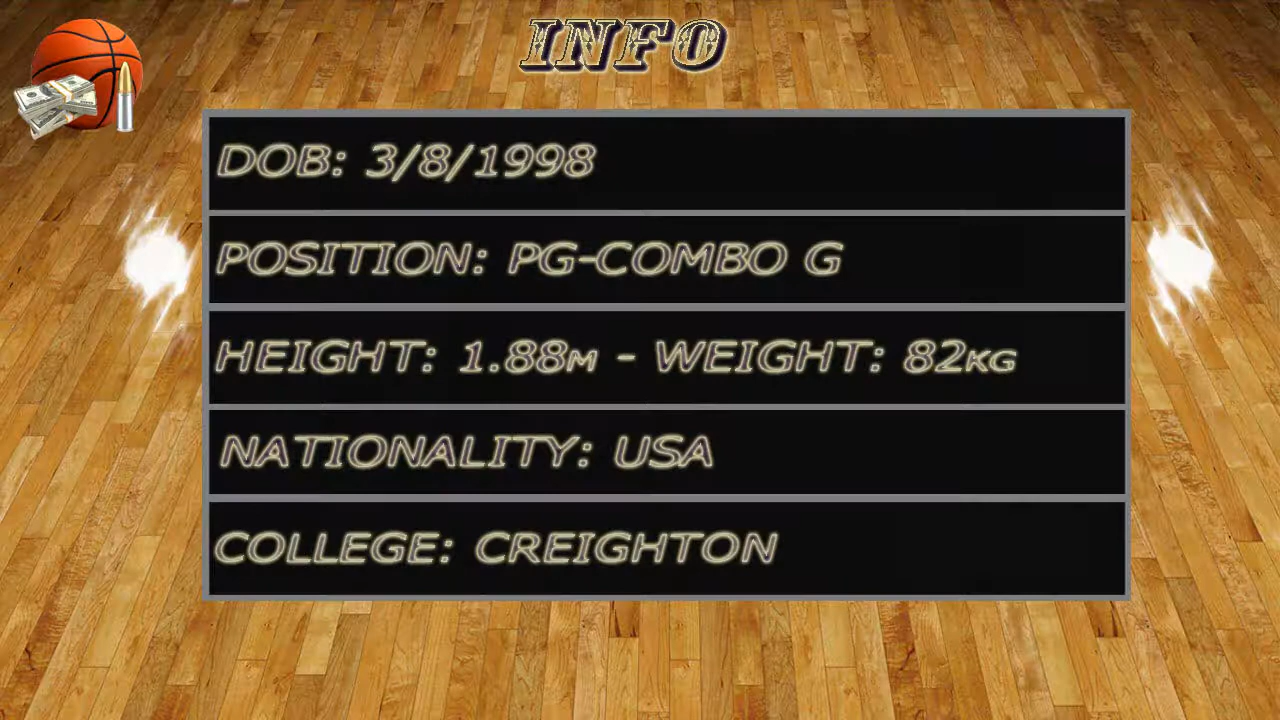 INFO
DOB: 3/8/1998
POSITION: PG-COMBO G
HEIGHT: 1.88M - WEIGHT: 82KG
NATIONALITY: USA
COLLEGE: CREIGHTON